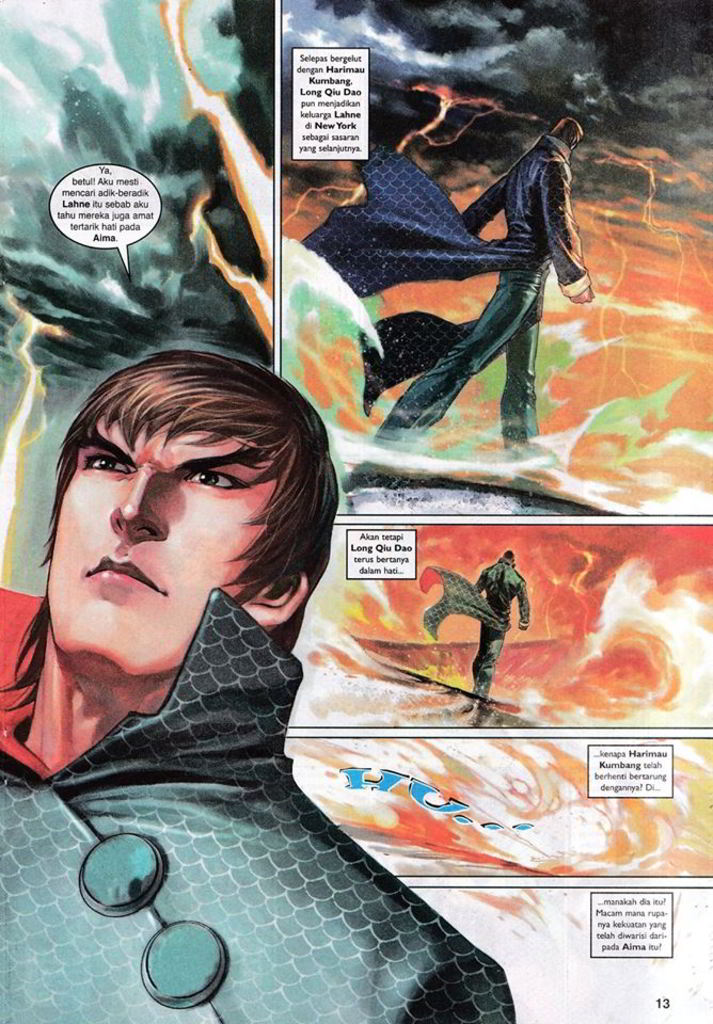 Ya,
betul! Aku mesti
mencari adik-beradik
Lahne itu sebab aku
tahu mereka juga amat
tertarik hati pada
Aima.
Selepas bergelut
dengan Harimau
Kumbang,
Long Qiu Dao
pun menjadikan
keluarga Lahne
di New York
sebagai sasaran
yang selanjutnya.
Akan tetapi
Long Qiu Dao
terus bertanya
dalam hati...
...kenapa Harimau
Kumbang telah
berhenti bertarung
dengannya? Di...
HU...
...manakah dia itu?
Macam mana rupa-
nya kekuatan yang
telah diwarisi dari-
pada Aima itu?
13